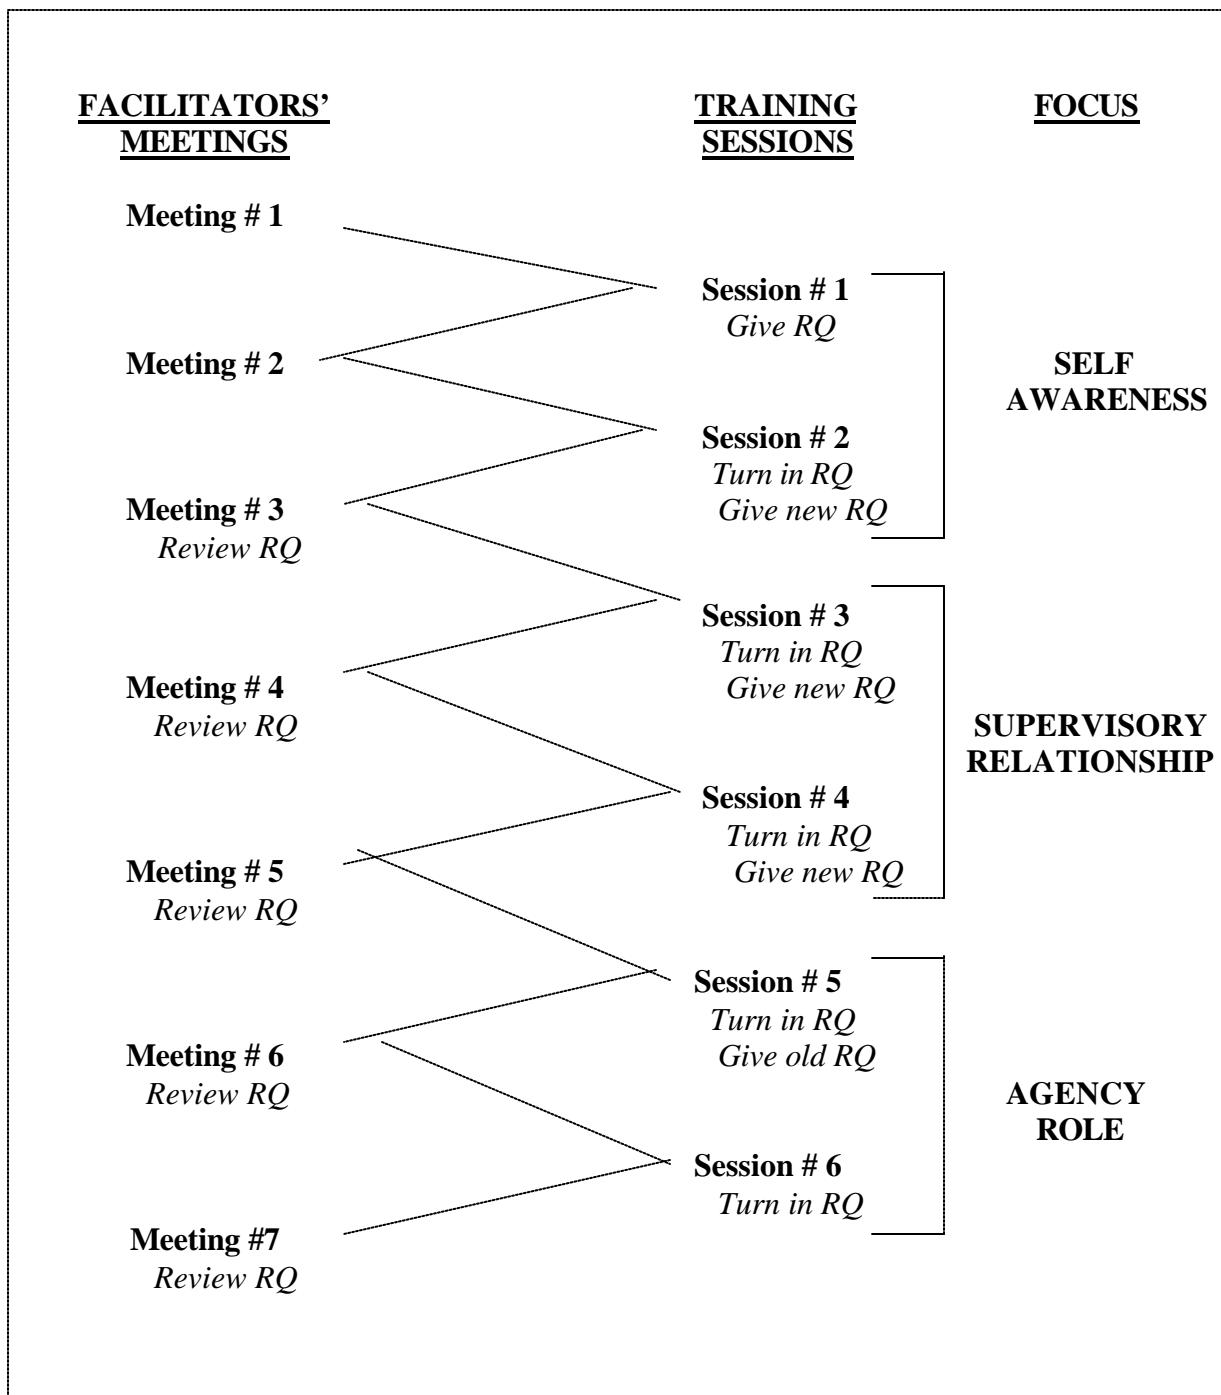 FACILITATORS’
MEETINGS
TRAINING
SESSIONS
FOCUS
Meeting # 1
Session # 1
Give RQ
Meeting # 2
SELF
AWARENESS
Session # 2
Turn in RQ
Give new RQ
Meeting # 3
Review RQ
Session # 3
Turn in RQ
Give new RQ
Meeting # 4
Review RQ
SUPERVISORY
RELATIONSHIP
Session # 4
Turn in RQ
Give new RQ
Meeting # 5
Review RQ
Session # 5
Turn in RQ
Give old RQ
Meeting # 6
Review RQ
AGENCY
ROLE
Session # 6
Turn in RQ
Meeting #7
Review RQ